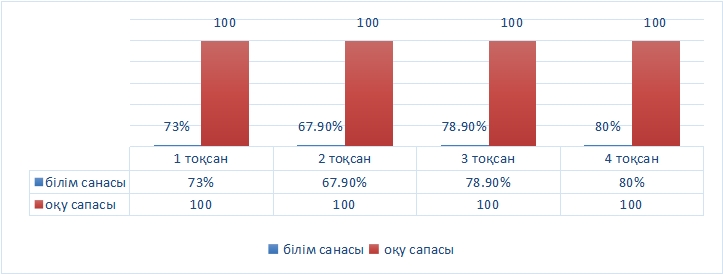 100 100 100 100
73% 67.90% 78.90% 80%
1 тоқсан 2 тоқсан 3 тоқсан 4 тоқсан
білім санасы 73% 67.90% 78.90% 80%
оқу сапасы 100 100 100 100
білім санасы оқу сапасы